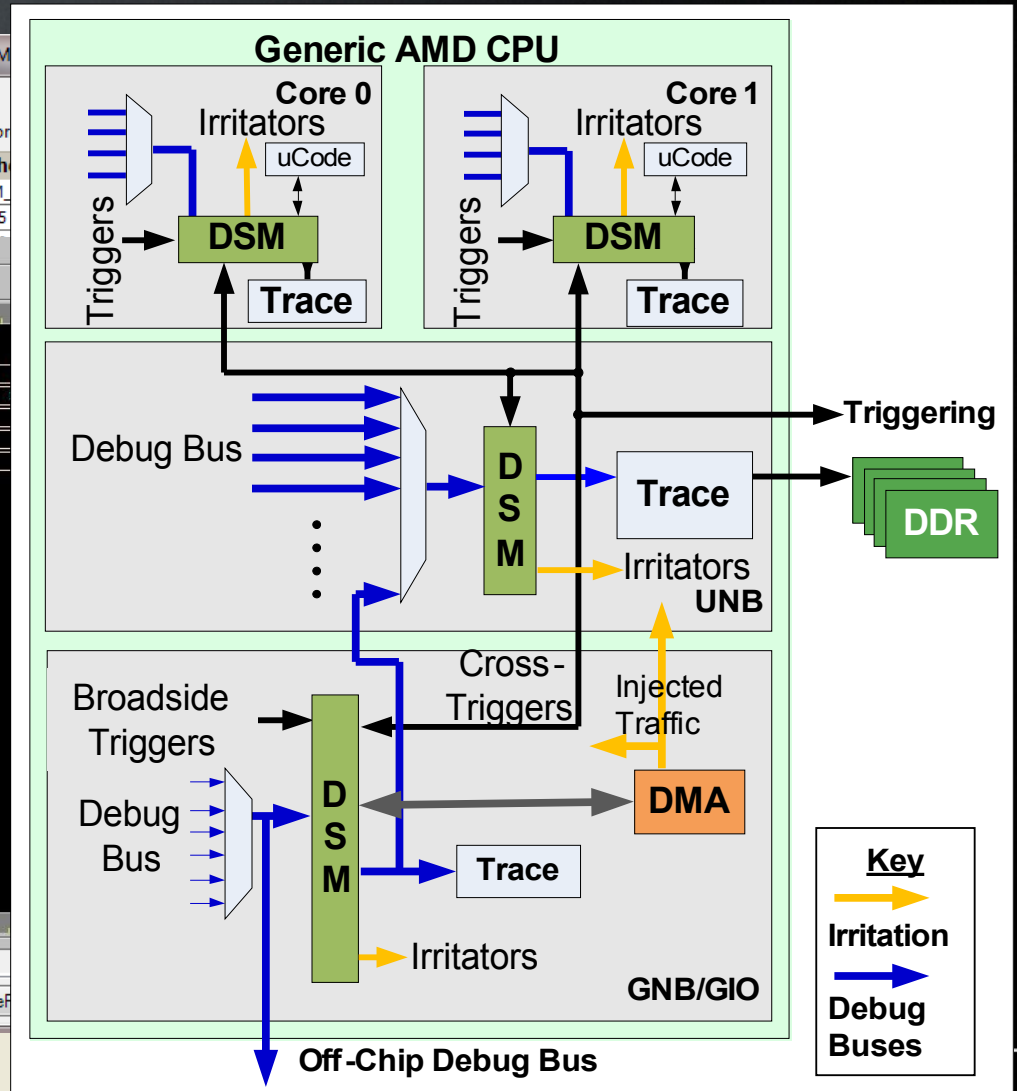 Generic AMD CPU
Core 0
Irritators
uCode
Triggers
DSM
Trace
Core 1
Irritators
uCode
Triggers
DSM
Trace
Debug Bus
D
S
M
Trace
Irritators
UNB
Triggering
DDR
Cross-
Triggers
Injected
Traffic
Broadside
Triggers
Debug
Bus
D
S
M
DMA
Trace
Irritators
GNB/GIO
Off-Chip Debug Bus
Key
Irritation
Debug
Buses